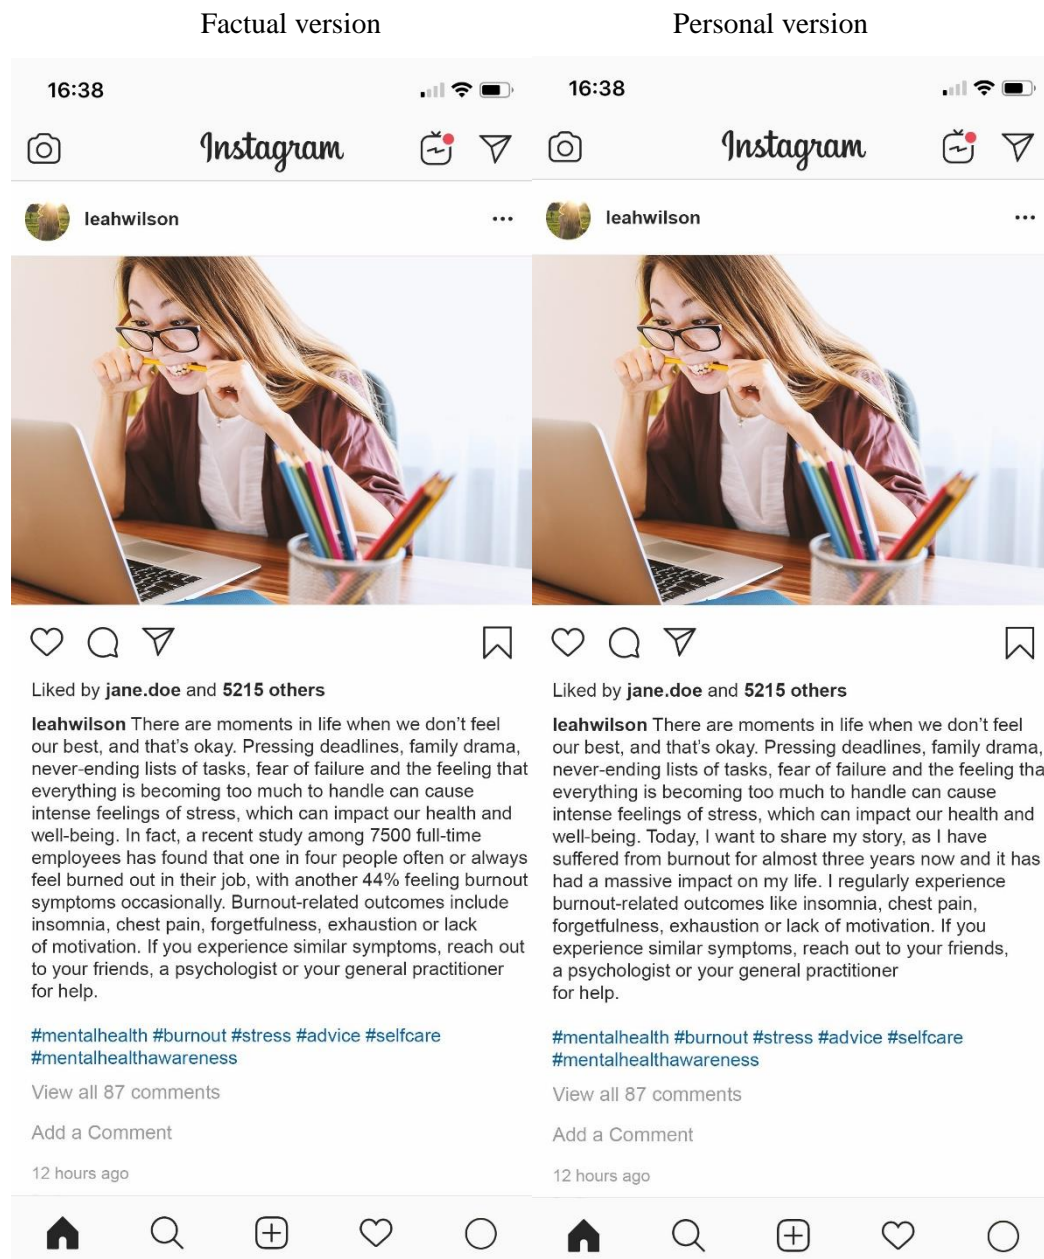 Factual version
16:38
Instagram
leahwilson
Liked by jane.doe and 5215 others
leahwilson There are moments in life when we don't feel
our best, and that's okay. Pressing deadlines, family drama,
never-ending lists of tasks, fear of failure and the feeling that
everything is becoming too much to handle can cause
intense feelings of stress, which can impact our health and
well-being. In fact, a recent study among 7500 full-time
employees has found that one in four people often or always
feel burned out in their job, with another 44% feeling burnout
symptoms occasionally. Burnout-related outcomes include
insomnia, chest pain, forgetfulness, exhaustion or lack
of motivation. If you experience similar symptoms, reach out
to your friends, a psychologist or your general practitioner
for help.
#mentalhealth #burnout #stress #advice #selfcare
#mentalhealthawareness
View all 87 comments
Add a Comment
12 hours ago
Personal version
16:38
Instagram
leahwilson
Liked by jane.doe and 5215 others
leahwilson There are moments in life when we don't feel
our best, and that's okay. Pressing deadlines, family drama,
never-ending lists of tasks, fear of failure and the feeling tha
everything is becoming too much to handle can cause
intense feelings of stress, which can impact our health and
well-being. Today, I want to share my story, as I have
suffered from burnout for almost three years now and it has
had a massive impact on my life. I regularly experience
burnout-related outcomes like insomnia, chest pain,
forgetfulness, exhaustion or lack of motivation. If you
experience similar symptoms, reach out to your friends,
a psychologist or your general practitioner
for help.
#mentalhealth #burnout #stress #advice #selfcare
#mentalhealthawareness
View all 87 comments
Add a Comment
12 hours ago